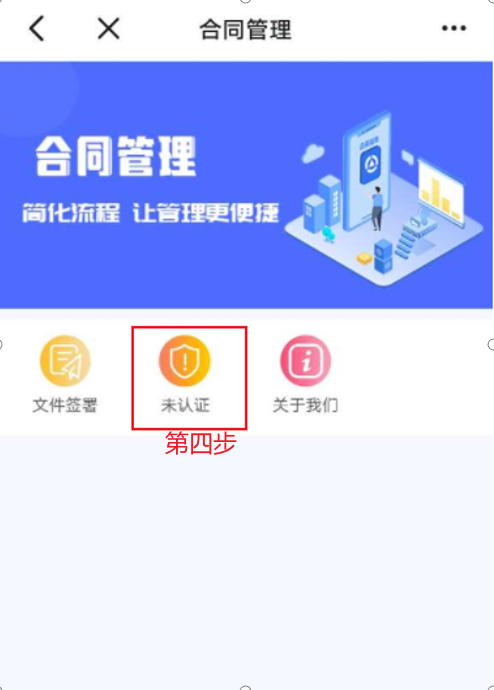 合同管理
合同管理
简化流程 让管理更便捷
文件签署
未认证
关于我们
第四步